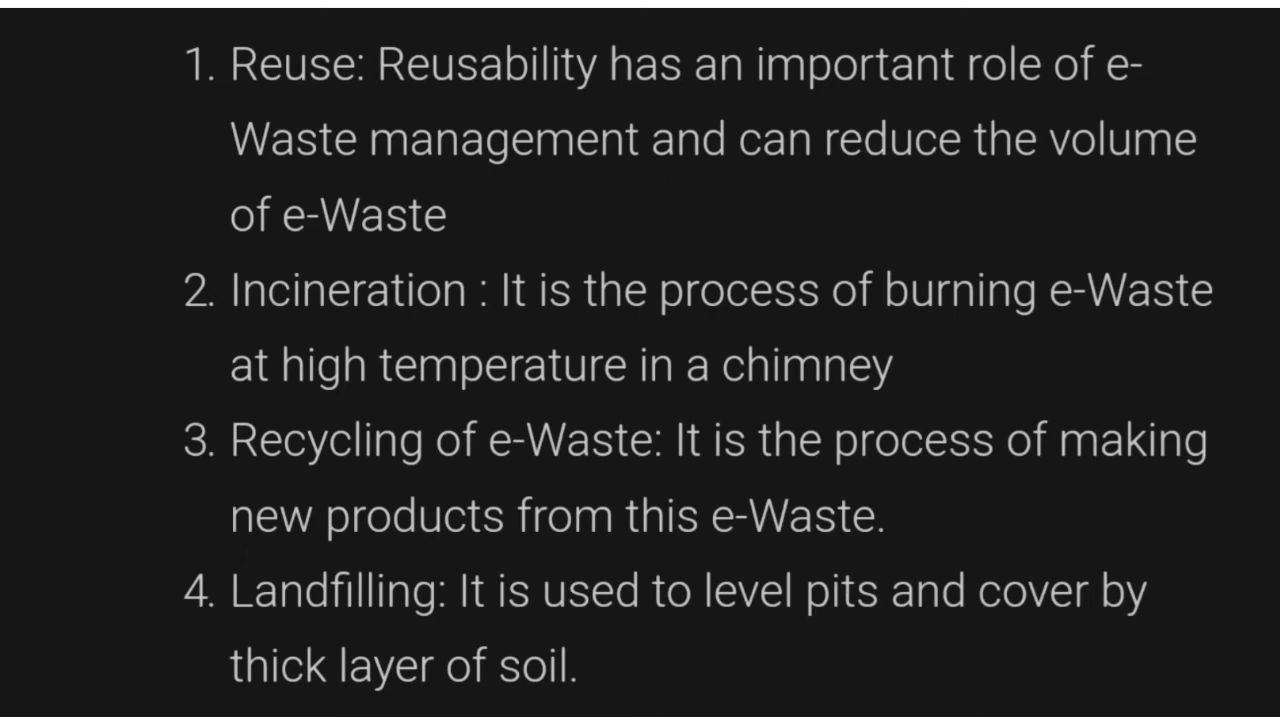 1. Reuse: Reusability has an important role of e-
Waste management and can reduce the volume
of e-Waste
2. Incineration : It is the process of burning e-Waste
at high temperature in a chimney
3. Recycling of e-Waste: It is the process of making
new products from this e-Waste.
4. Landfilling: It is used to level pits and cover by
thick layer of soil.